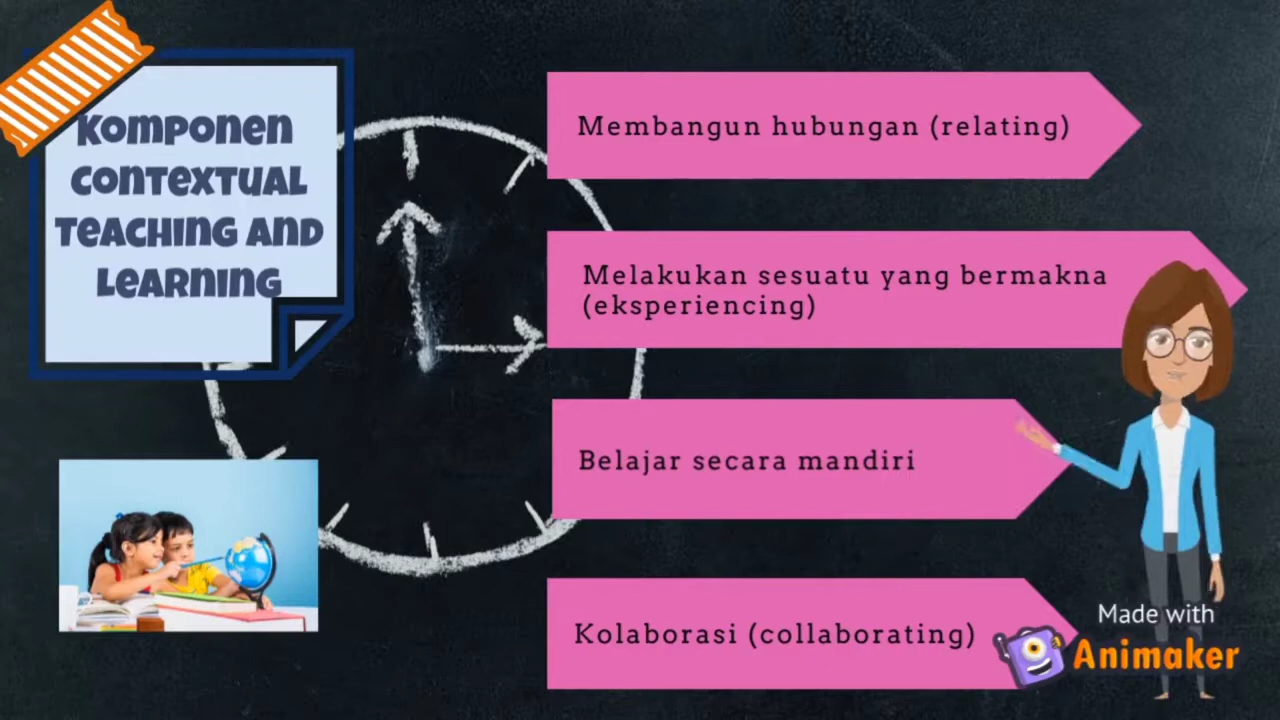 Komponen
Contextual
Teaching and
Learning
Membangun hubungan (relating)
Melakukan sesuatu yang bermakna
(eksperiencing)
Belajar secara mandiri
Kolaborasi (collaborating)
Made with
Animaker